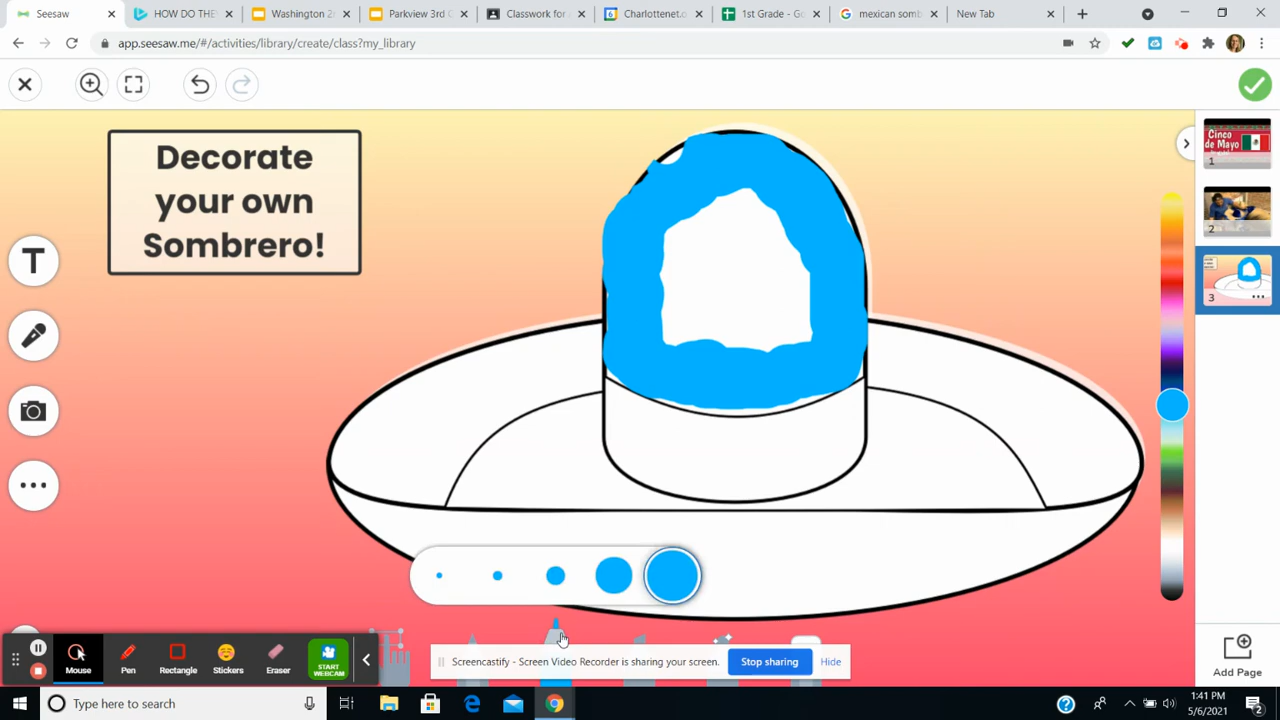 Seesaw
HOW DO THE
Washington 2
Parkview 3rd G
Classwork for
Charlottenet.o
1st Grade - G
mexican somb
New Tab
app.seesaw.me/#/activities/library/create/class?my_library
Decorate
your own
Sombrero!
T
Cinco
de Mayo
1
2
3
Add Page
Mouse
Pen
Rectangle
Stickers
Eraser
START
WEBCAM
Screencastify - Screen Video Recorder is sharing your screen.
Stop sharing
Hide
Type here to search
1:41 PM
5/6/2021
2